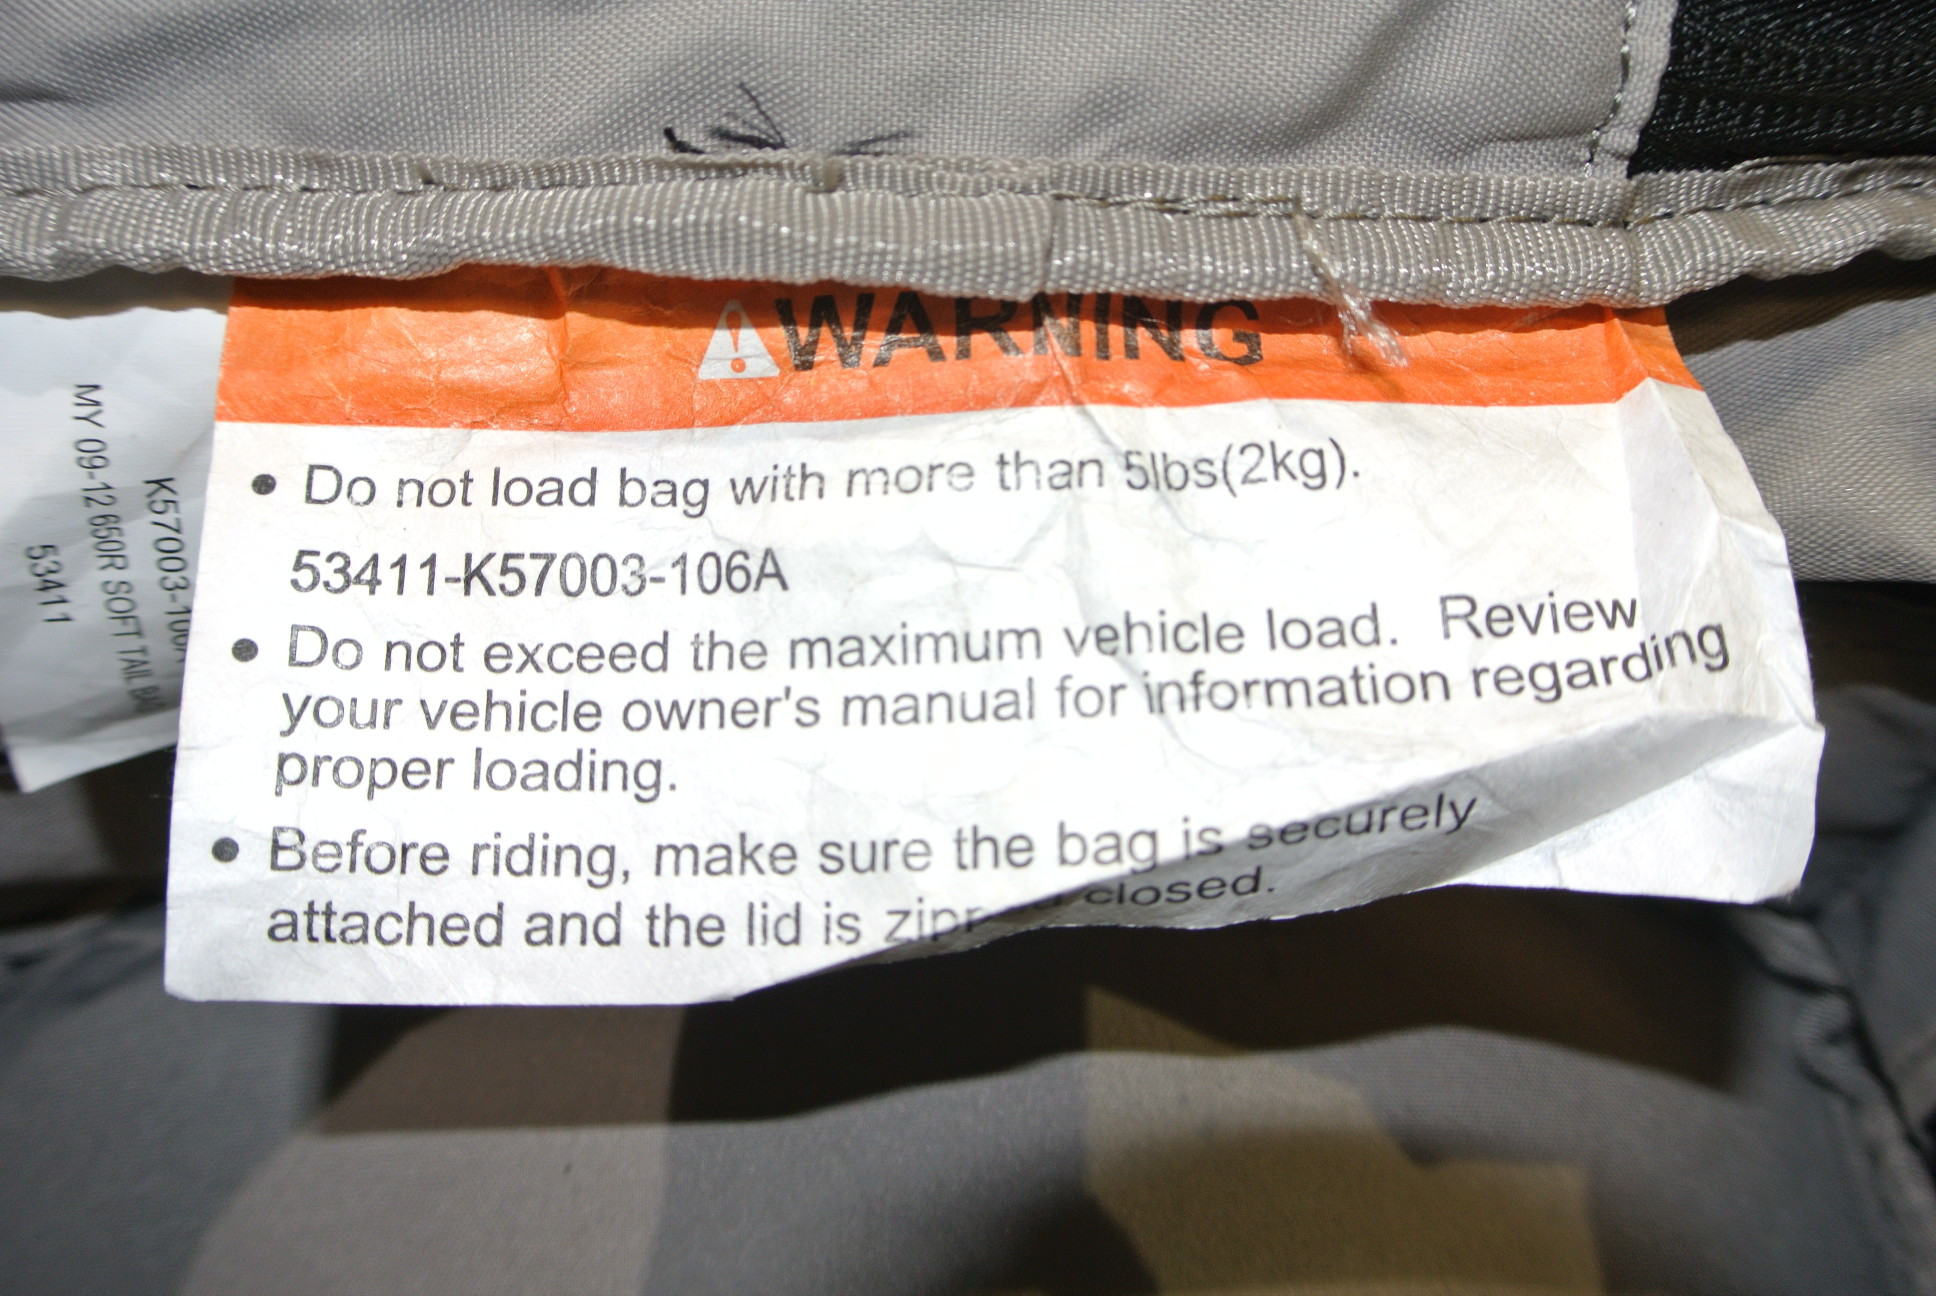 WARNING
• Do not load bag with more than 5lbs(2kg).
53411-K57003-106A
• Do not exceed the maximum vehicle load. Review
your vehicle owner's manual for information regarding
proper loading.
• Before riding, make sure the bag is securely
attached and the lid is closed.
K57003-106A
MY 09-12 650R SOFT TAIL BAG
53411